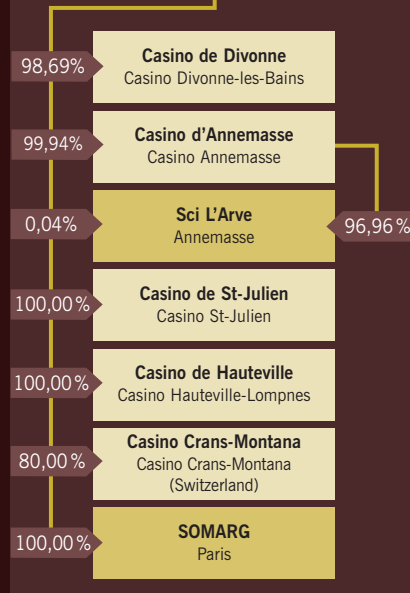 98,69%
Casino de Divonne
Casino Divonne-les-Bains
99,94%
Casino d'Annemasse
Casino Annemasse
0,04%
Sci L'Arve
Annemasse
96,96 %
100,00 %
Casino de St-Julien
Casino St-Julien
100,00 %
Casino de Hauteville
Casino Hauteville-Lompnes
80,00 %
Casino Crans-Montana
Casino Crans-Montana
(Switzerland)
100,00 %
SOMARG
Paris